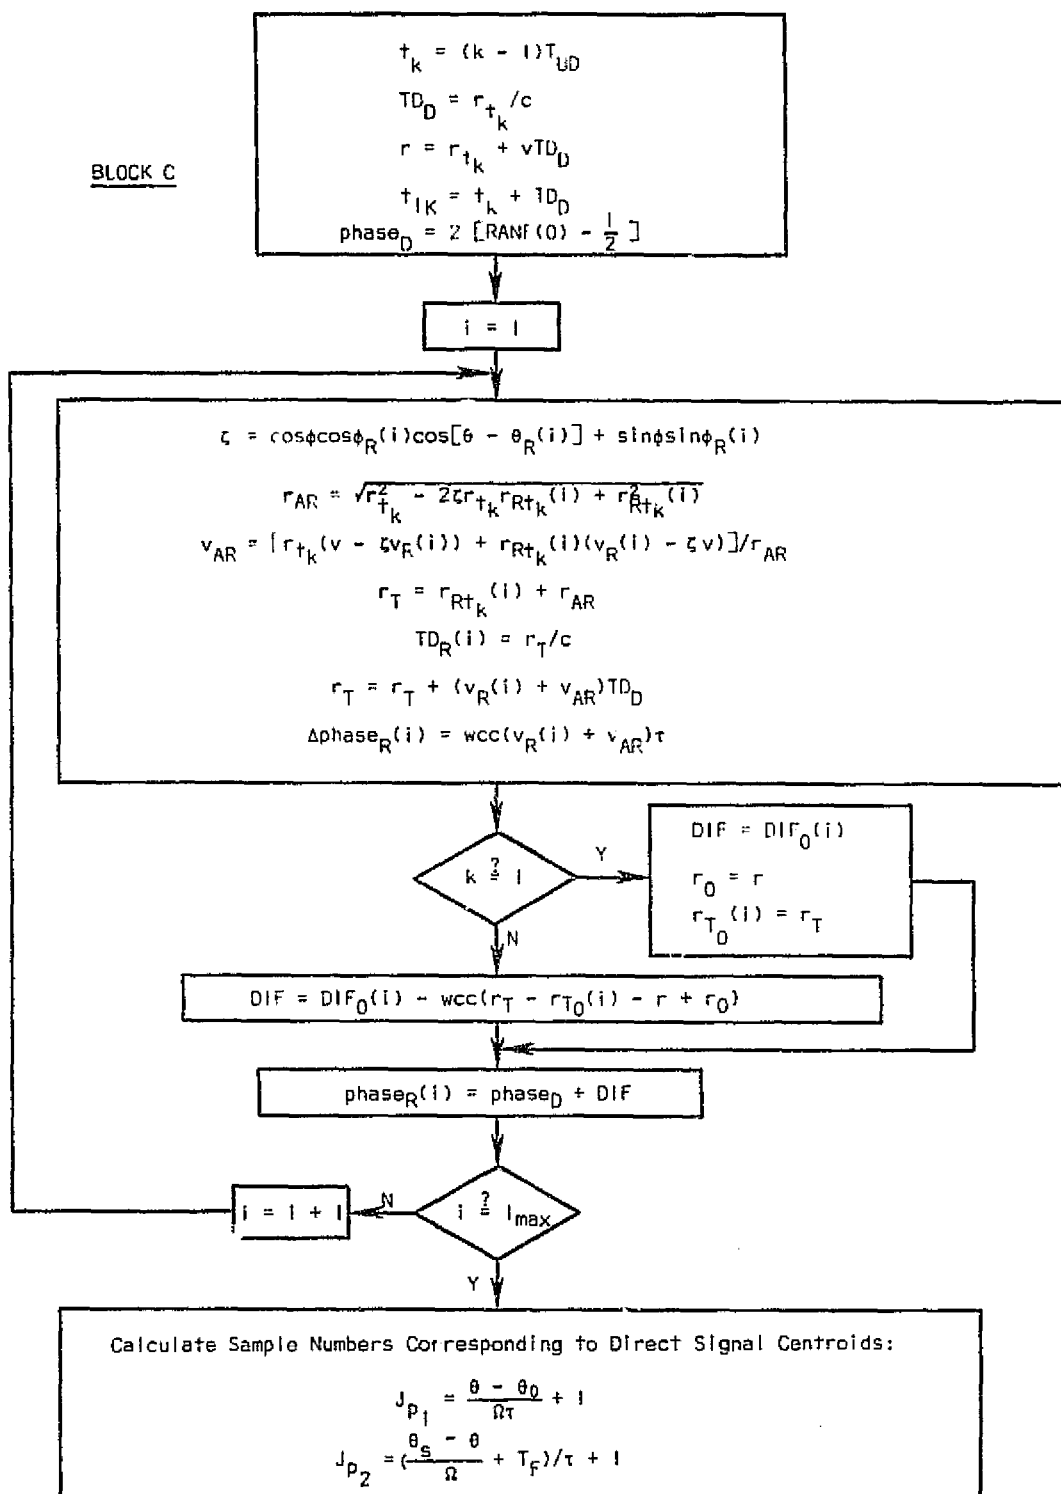 t_k = (k - 1)T_UD
TD_D = r_t_k /c
r = r_t_k + vTD_D
BLOCK C
t_1K = t_k + TD_D
phase_D = 2 [RANF(0) - 1/2 ]
i = 1
ζ = cosφcosφ_R(i)cos[θ - θ_R(i)] + sinφsinφ_R(i)
r_AR = √(r²_t_k - 2ζr_t_k r_Rt_k(i) + r²_Rt_k(i))
v_AR = [r_t_k(v - ζv_R(i)) + r_Rt_k(i)(v_R(i) - ζv)]/r_AR
r_T = r_Rt_k(i) + r_AR
TD_R(i) = r_T/c
r_T = r_T + (v_R(i) + v_AR)TD_D
Δphase_R(i) = wcc(v_R(i) + v_AR)τ
DIF = DIF_0(i)
k ≟ 1
Y
r_0 = r
r_T_0(i) = r_T
N
DIF = DIF_0(i) - wcc(r_T - r_T_0(i) - r + r_0)
phase_R(i) = phase_D + DIF
i = i + 1
N
i ≟ I_max
Y
Calculate Sample Numbers Corresponding to Direct Signal Centroids:
J_p_1 = (θ - θ_0)/(Ωτ) + 1
J_p_2 = ((θ_s - θ)/Ω + T_F)/τ + 1